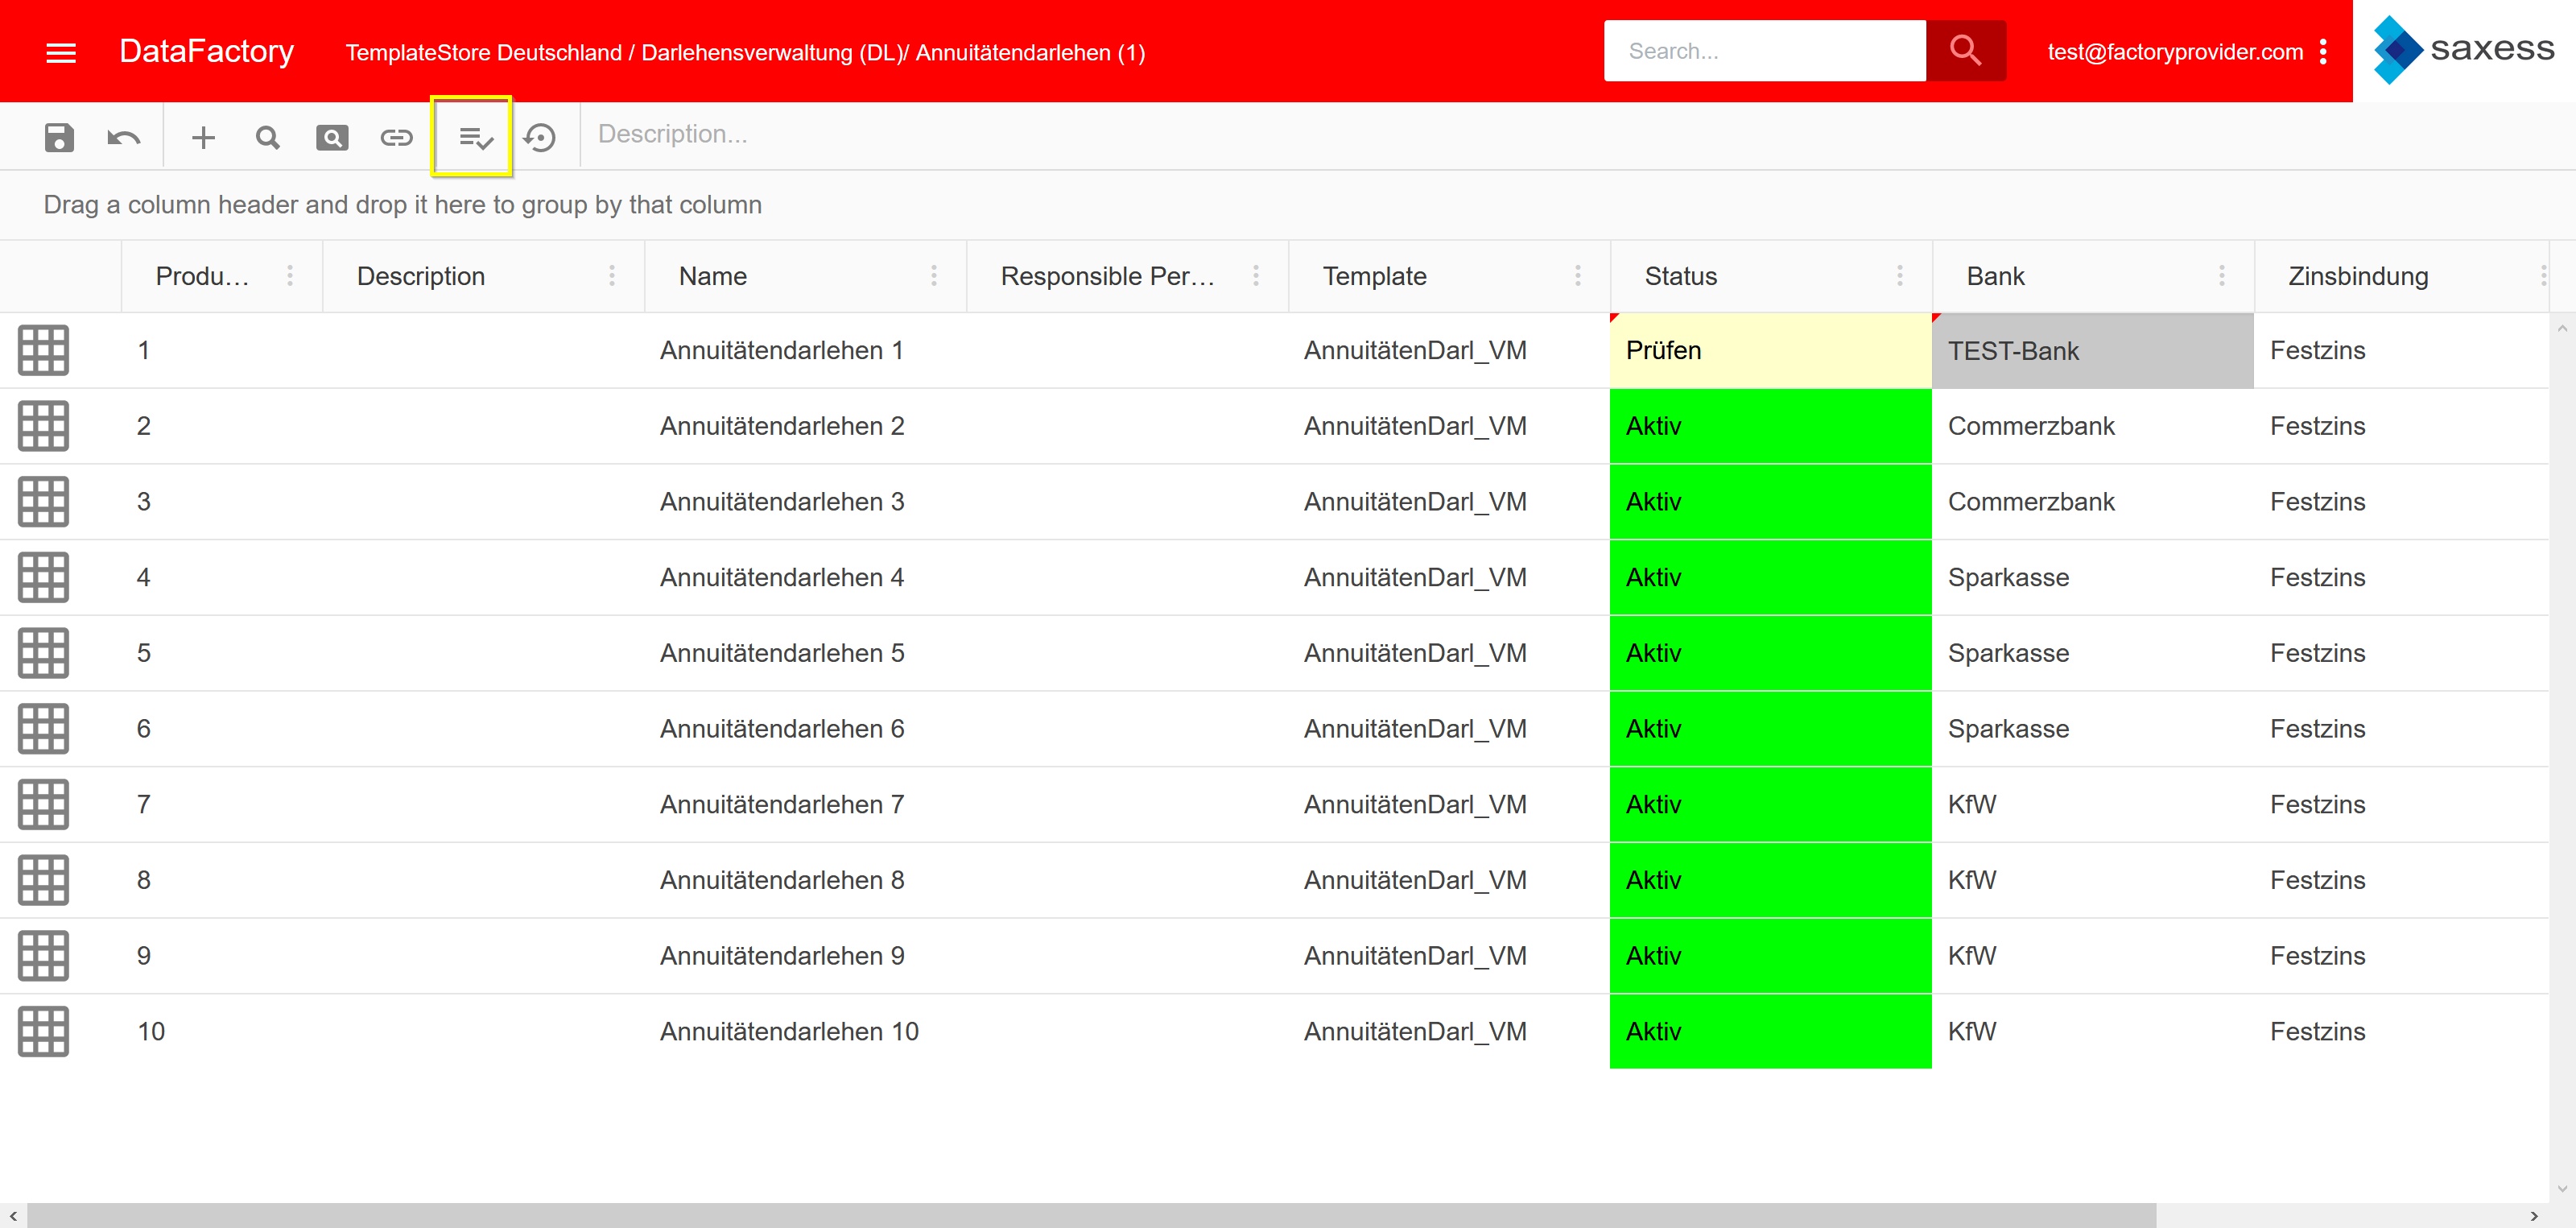 DataFactory TemplateStore Deutschland / Darlehensverwaltung (DL)/ Annuitätendarlehen (1) Search... test@factoryprovider.com saxess
Description...
Drag a column header and drop it here to group by that column
Produ... Description Name Responsible Per... Template Status Bank Zinsbindung
1 Annuitätendarlehen 1 AnnuitätenDarl_VM Prüfen TEST-Bank Festzins
2 Annuitätendarlehen 2 AnnuitätenDarl_VM Aktiv Commerzbank Festzins
3 Annuitätendarlehen 3 AnnuitätenDarl_VM Aktiv Commerzbank Festzins
4 Annuitätendarlehen 4 AnnuitätenDarl_VM Aktiv Sparkasse Festzins
5 Annuitätendarlehen 5 AnnuitätenDarl_VM Aktiv Sparkasse Festzins
6 Annuitätendarlehen 6 AnnuitätenDarl_VM Aktiv Sparkasse Festzins
7 Annuitätendarlehen 7 AnnuitätenDarl_VM Aktiv KfW Festzins
8 Annuitätendarlehen 8 AnnuitätenDarl_VM Aktiv KfW Festzins
9 Annuitätendarlehen 9 AnnuitätenDarl_VM Aktiv KfW Festzins
10 Annuitätendarlehen 10 AnnuitätenDarl_VM Aktiv KfW Festzins